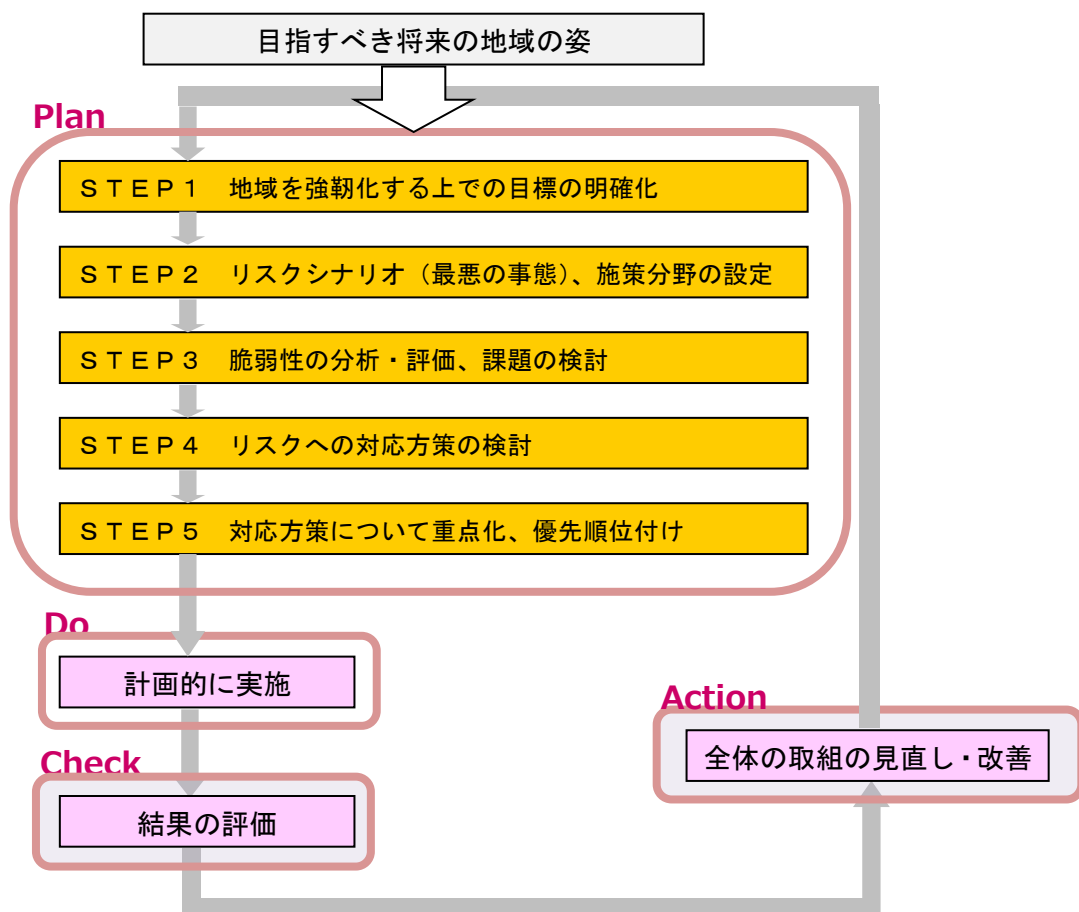 目指すべき将来の地域の姿
Plan
ＳＴＥＰ１　地域を強靭化する上での目標の明確化
ＳＴＥＰ２　リスクシナリオ（最悪の事態）、施策分野の設定
ＳＴＥＰ３　脆弱性の分析・評価、課題の検討
ＳＴＥＰ４　リスクへの対応方策の検討
ＳＴＥＰ５　対応方策について重点化、優先順位付け
Do
計画的に実施
Check
結果の評価
Action
全体の取組の見直し・改善